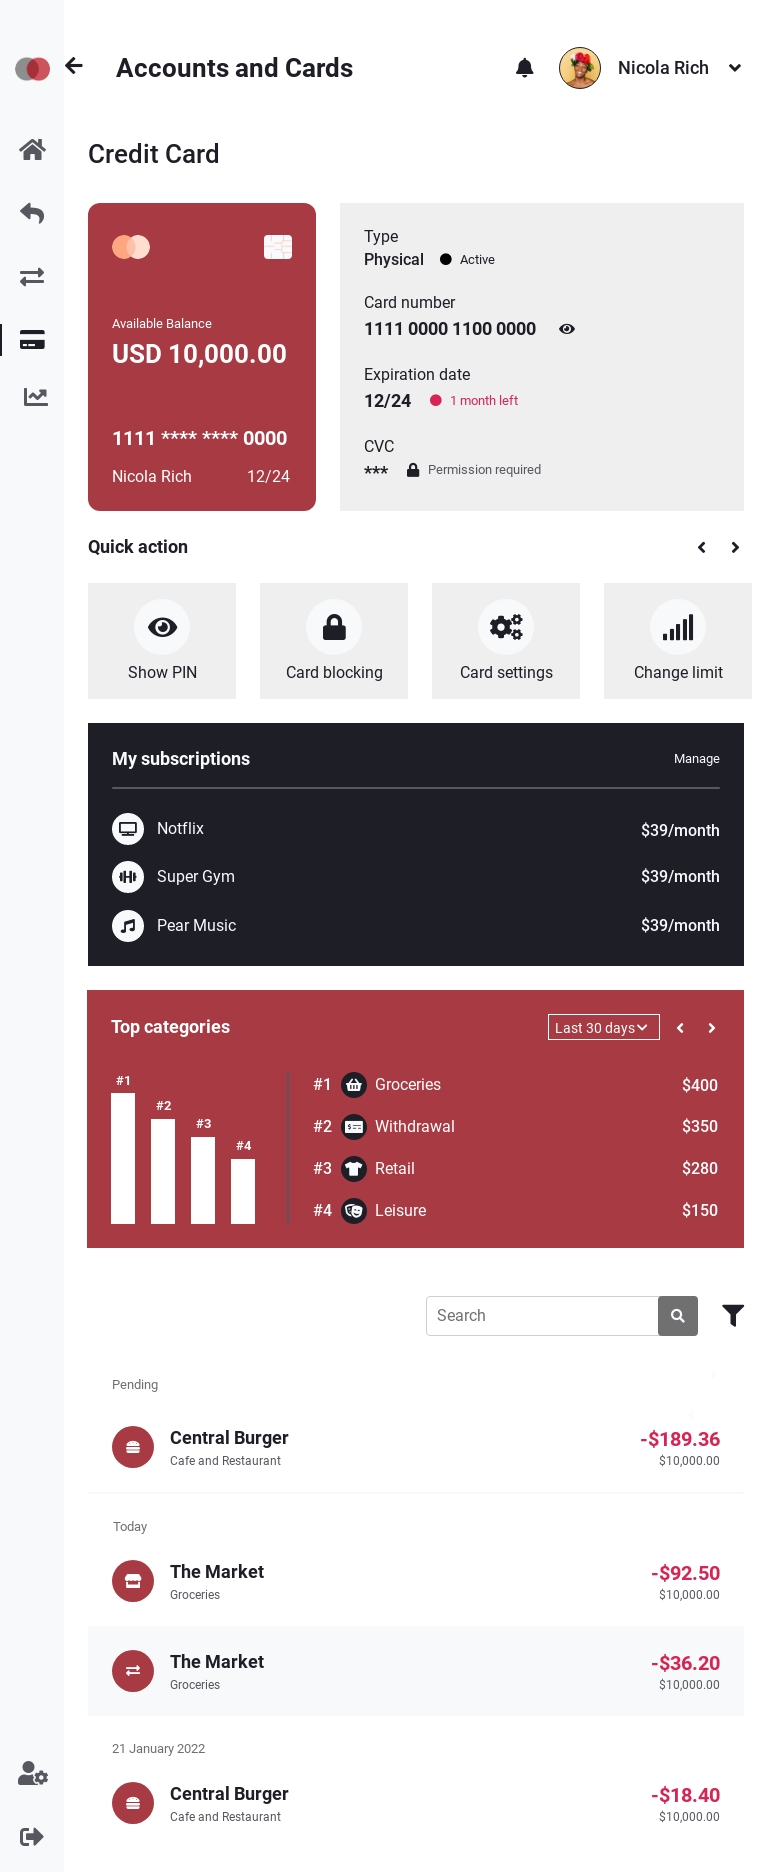 Accounts and Cards
Nicola Rich
Credit Card
Available Balance
USD 10,000.00
1111 **** **** 0000
Nicola Rich 12/24
Type
Physical Active
Card number
1111 0000 1100 0000
Expiration date
12/24 1 month left
CVC
*** Permission required
Quick action
Show PIN
Card blocking
Card settings
Change limit
My subscriptions Manage
Notflix $39/month
Super Gym $39/month
Pear Music $39/month
Top categories Last 30 days
#1
#2
#3
#4
#1 Groceries $400
#2 Withdrawal $350
#3 Retail $280
#4 Leisure $150
Search
Pending
Central Burger -$189.36
Cafe and Restaurant $10,000.00
Today
The Market -$92.50
Groceries $10,000.00
The Market -$36.20
Groceries $10,000.00
21 January 2022
Central Burger -$18.40
Cafe and Restaurant $10,000.00